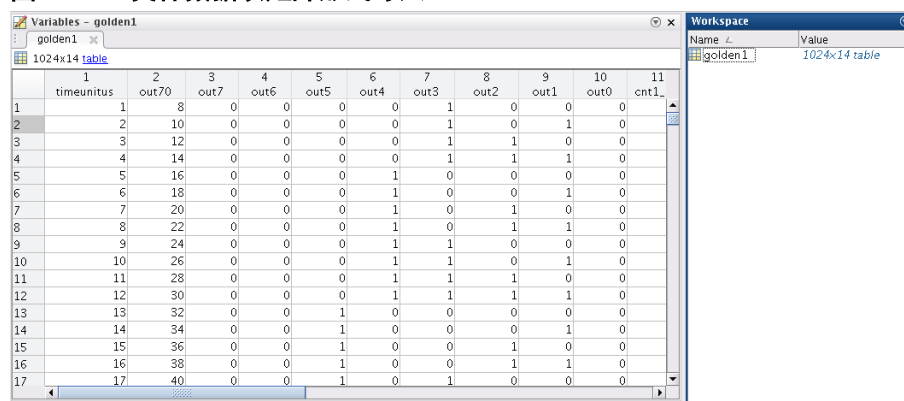 Variables - golden1
golden1
1024x14 table
1 2 3 4 5 6 7 8 9 10 11
timeunitus out70 out7 out6 out5 out4 out3 out2 out1 out0 cnt1_
1 1 8 0 0 0 0 1 0 0 0
2 2 10 0 0 0 0 1 0 1 0
3 3 12 0 0 0 0 1 1 0 0
4 4 14 0 0 0 0 1 1 1 0
5 5 16 0 0 0 1 0 0 0 0
6 6 18 0 0 0 1 0 0 1 0
7 7 20 0 0 0 1 0 1 0 0
8 8 22 0 0 0 1 0 1 1 0
9 9 24 0 0 0 1 1 0 0 0
10 10 26 0 0 0 1 1 0 1 0
11 11 28 0 0 0 1 1 1 0 0
12 12 30 0 0 0 1 1 1 1 0
13 13 32 0 0 1 0 0 0 0 0
14 14 34 0 0 1 0 0 0 1 0
15 15 36 0 0 1 0 0 1 0 0
16 16 38 0 0 1 0 0 1 1 0
17 17 40 0 0 1 0 1 0 0 0
Workspace
Name Value
golden1 1024x14 table